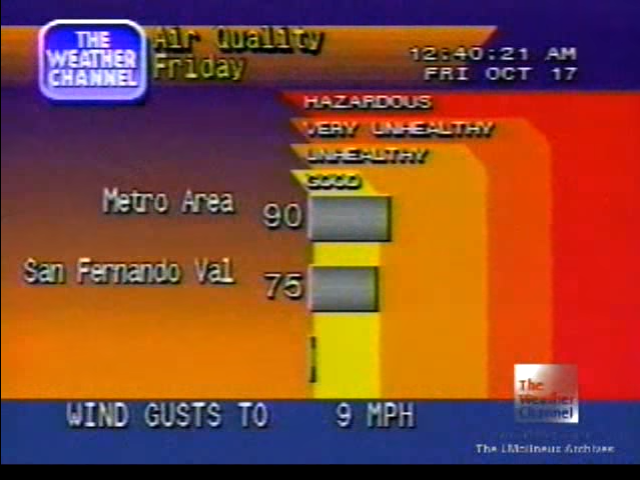 THE
WEATHER
CHANNEL
Air Quality
Friday
12:40:21 AM
FRI OCT 17
HAZARDOUS
VERY UNHEALTHY
UNHEALTHY
GOOD
Metro Area 90
San Fernando Val 75
The
Weather
Channel
WIND GUSTS TO 9 MPH
The LMollneux Archives